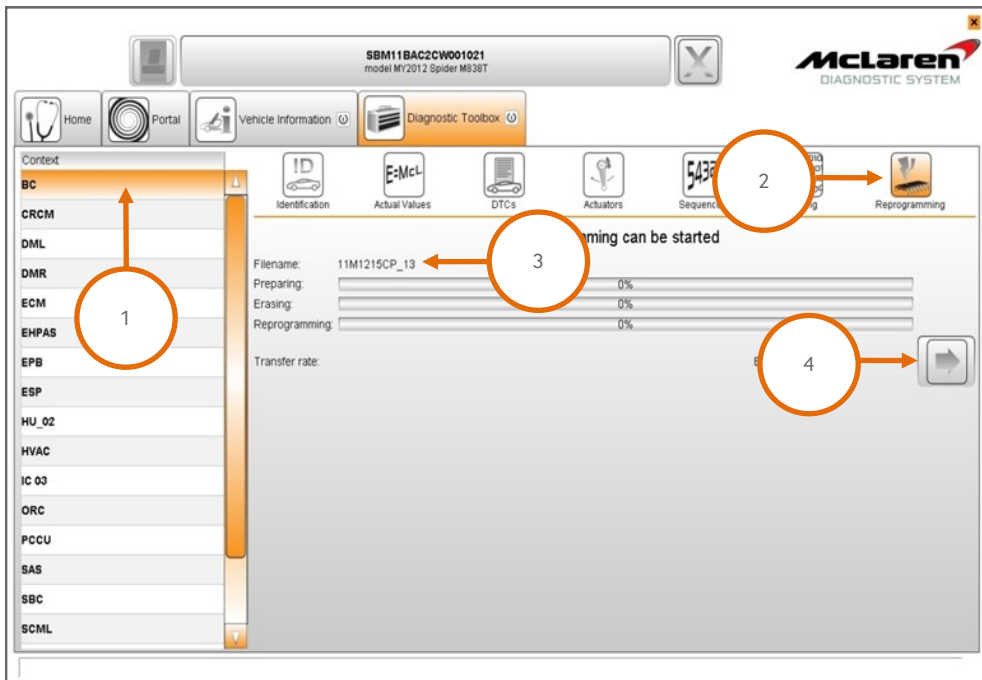 SBM11BAC2CW001021
model MY2012 Spider M838T
McLaren
DIAGNOSTIC SYSTEM
Home
Portal
Vehicle Information
Diagnostic Toolbox
Context
BC
CRCM
DML
DMR
ECM
EHPAS
EPB
ESP
HU_02
HVAC
IC 03
ORC
PCCU
SAS
SBC
SCML
ID
E=McL
Identification
Actual Values
DTCs
Actuators
Reprogramming
can be started
Filename: 11M1215CP_13
Preparing: 0%
Erasing: 0%
Reprogramming: 0%
Transfer rate:
1
2
3
4